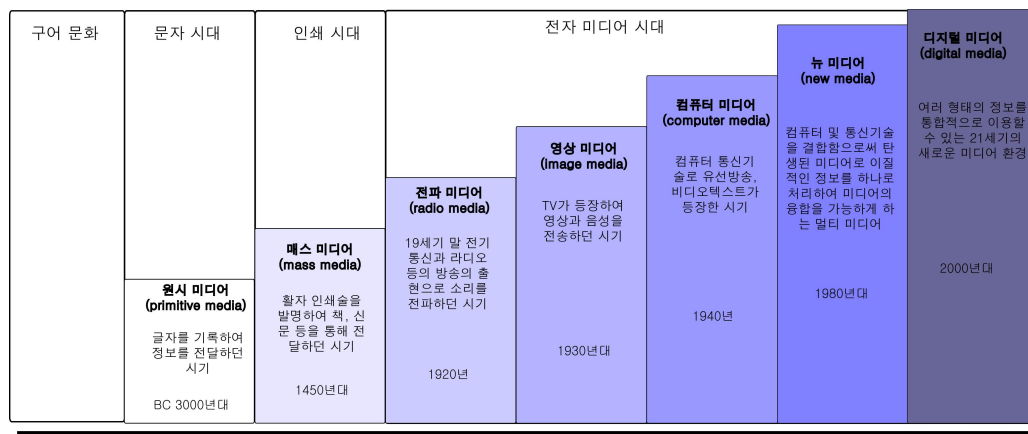 구어 문화
문자 시대
인쇄 시대
전자 미디어 시대
원시 미디어
(primitive media)
글자를 기록하여
정보를 전달하던
시기
BC 3000년대
매스 미디어
(mass media)
활자 인쇄술을
발명하여 책, 신
문 등을 통해 전
달하던 시기
1450년대
전파 미디어
(radio media)
19세기 말 전기
통신과 라디오
등의 방송의 출
현으로 소리를
전파하던 시기
1920년
영상 미디어
(image media)
TV가 등장하여
영상과 음성을
전송하던 시기
1930년대
컴퓨터 미디어
(computer media)
컴퓨터 통신기
술로 유선방송,
비디오텍스트가
등장한 시기
1940년
뉴 미디어
(new media)
컴퓨터 및 통신기술
을 결합함으로써 탄
생된 미디어로 이질
적인 정보를 하나로
처리하여 미디어의
융합을 가능하게 하
는 멀티 미디어
1980년대
디지털 미디어
(digital media)
여러 형태의 정보를
통합적으로 이용할
수 있는 21세기의
새로운 미디어 환경
2000년대